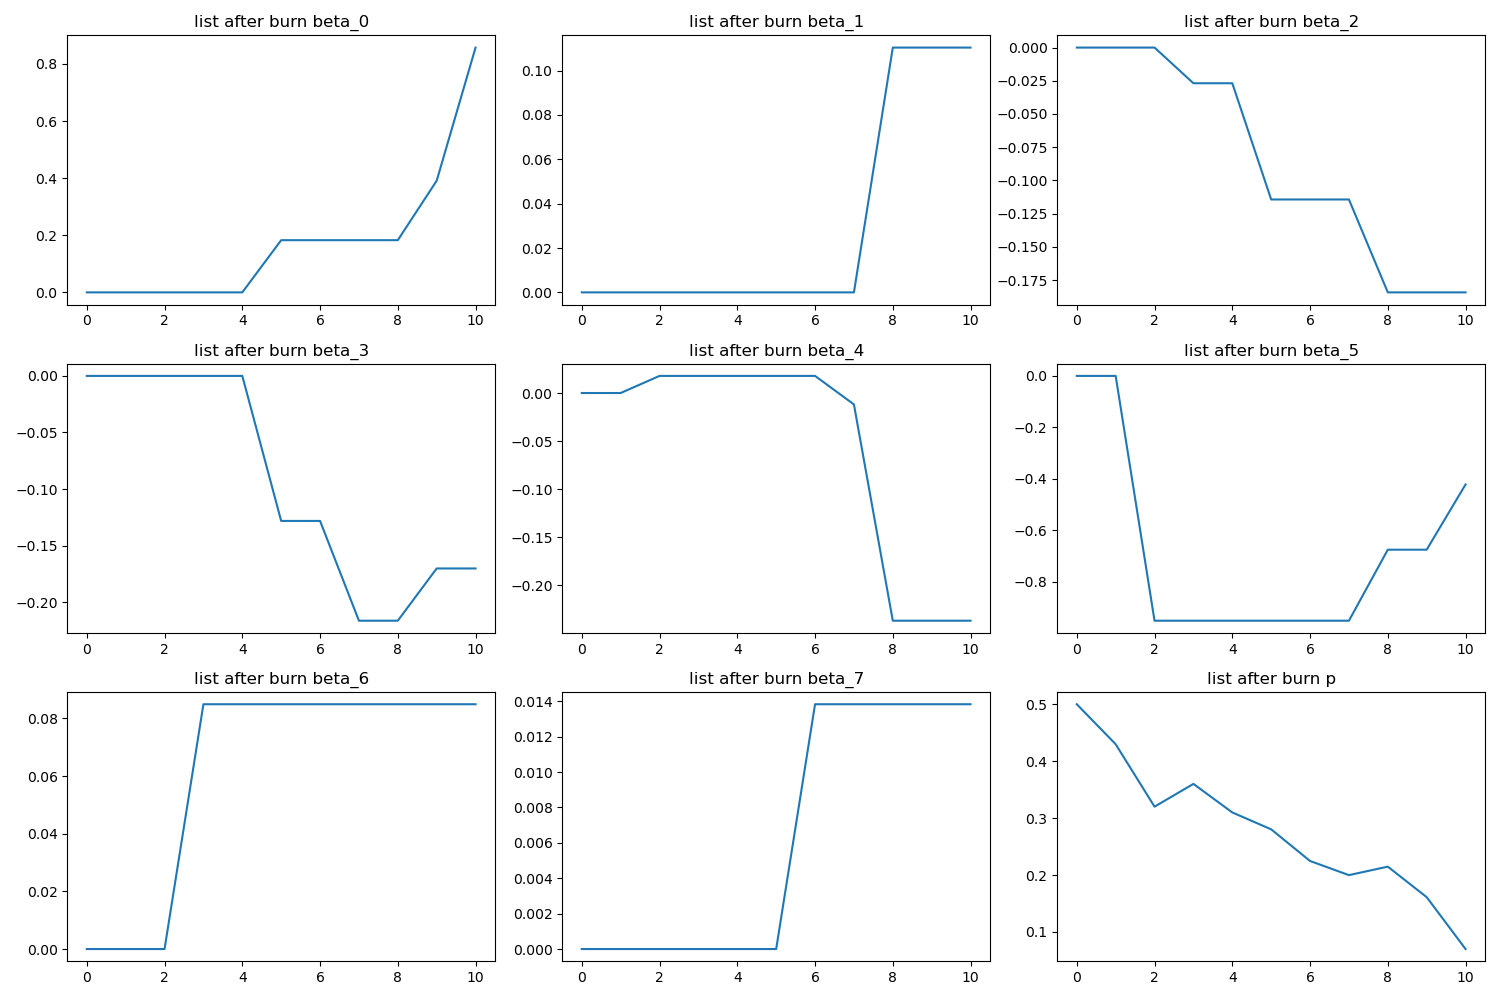 list after burn beta_0
0.8
0.6
0.4
0.2
0.0
0 2 4 6 8 10
list after burn beta_1
0.10
0.08
0.06
0.04
0.02
0.00
0 2 4 6 8 10
list after burn beta_2
0.000
−0.025
−0.050
−0.075
−0.100
−0.125
−0.150
−0.175
0 2 4 6 8 10
list after burn beta_3
0.00
−0.05
−0.10
−0.15
−0.20
0 2 4 6 8 10
list after burn beta_4
0.00
−0.05
−0.10
−0.15
−0.20
0 2 4 6 8 10
list after burn beta_5
0.0
−0.2
−0.4
−0.6
−0.8
0 2 4 6 8 10
list after burn beta_6
0.08
0.06
0.04
0.02
0.00
0 2 4 6 8 10
list after burn beta_7
0.014
0.012
0.010
0.008
0.006
0.004
0.002
0.000
0 2 4 6 8 10
list after burn p
0.5
0.4
0.3
0.2
0.1
0 2 4 6 8 10